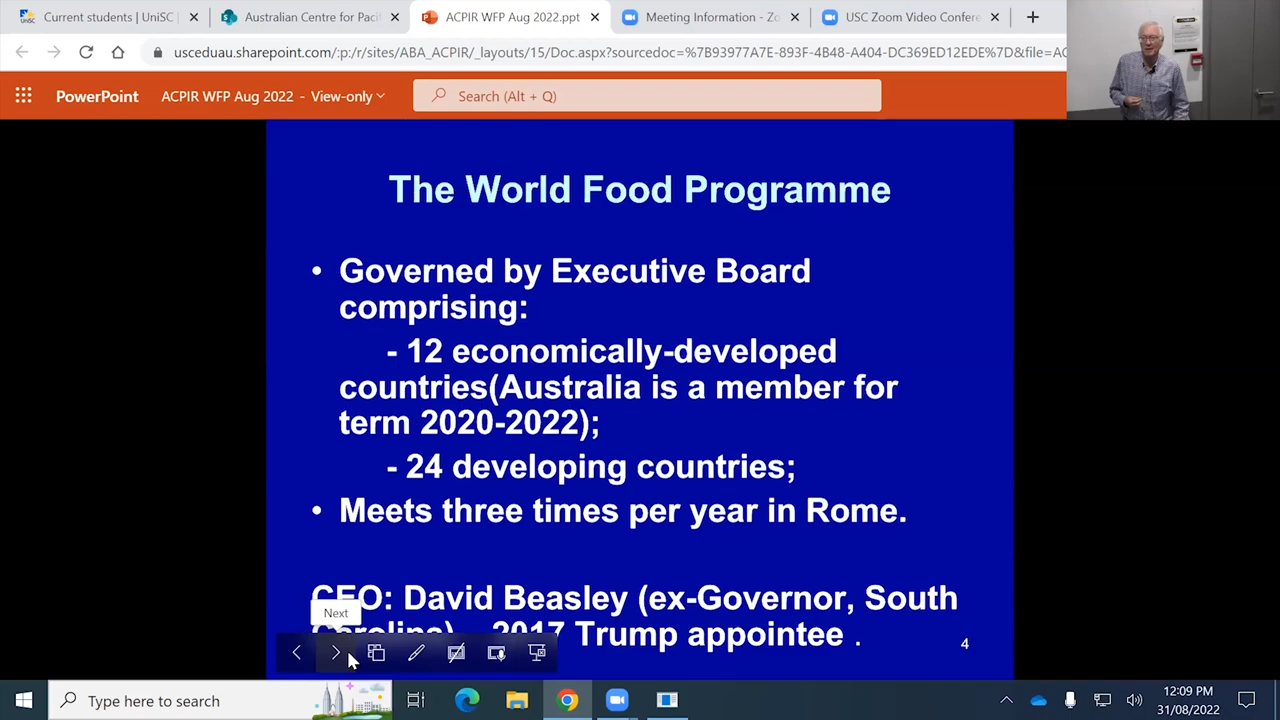 Current students | UniSC |
Australian Centre for Pacif
ACPIR WFP Aug 2022.ppt
Meeting Information - Zo
USC Zoom Video Confere
usceduau.sharepoint.com/:p:/r/sites/ABA_ACPIR/_layouts/15/Doc.aspx?sourcedoc=%7B93977A7E-893F-4B48-A404-DC369ED12EDE%7D&file=AC
PowerPoint
ACPIR WFP Aug 2022 - View-only
Search (Alt + Q)
The World Food Programme
• Governed by Executive Board
comprising:
- 12 economically-developed
countries(Australia is a member for
term 2020-2022);
- 24 developing countries;
• Meets three times per year in Rome.
CEO: David Beasley (ex-Governor, South
Carolina) 2017 Trump appointee .
Next
4
Type here to search
12:09 PM
31/08/2022